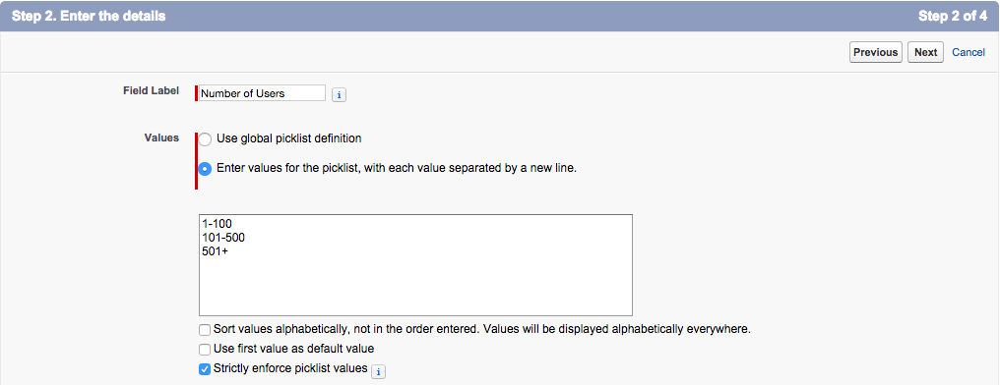 Step 2. Enter the details
Step 2 of 4
Previous
Next
Cancel
Field Label
Number of Users
i
Values
Use global picklist definition
Enter values for the picklist, with each value separated by a new line.
1-100
101-500
501+
Sort values alphabetically, not in the order entered. Values will be displayed alphabetically everywhere.
Use first value as default value
Strictly enforce picklist values
i